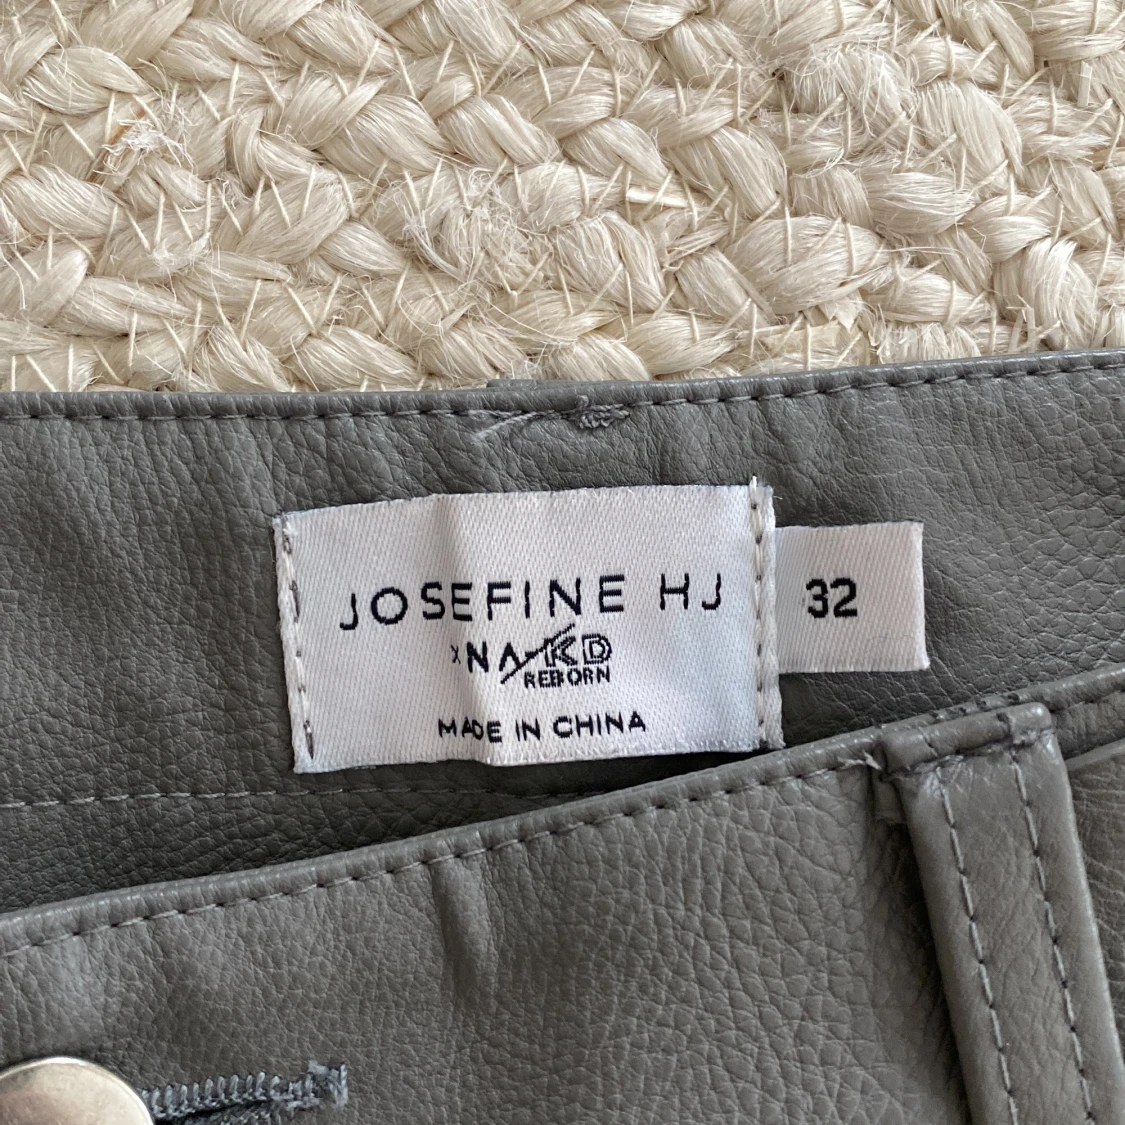 JOSEFINE HJ
x NA-KD
REBORN
MADE IN CHINA
32